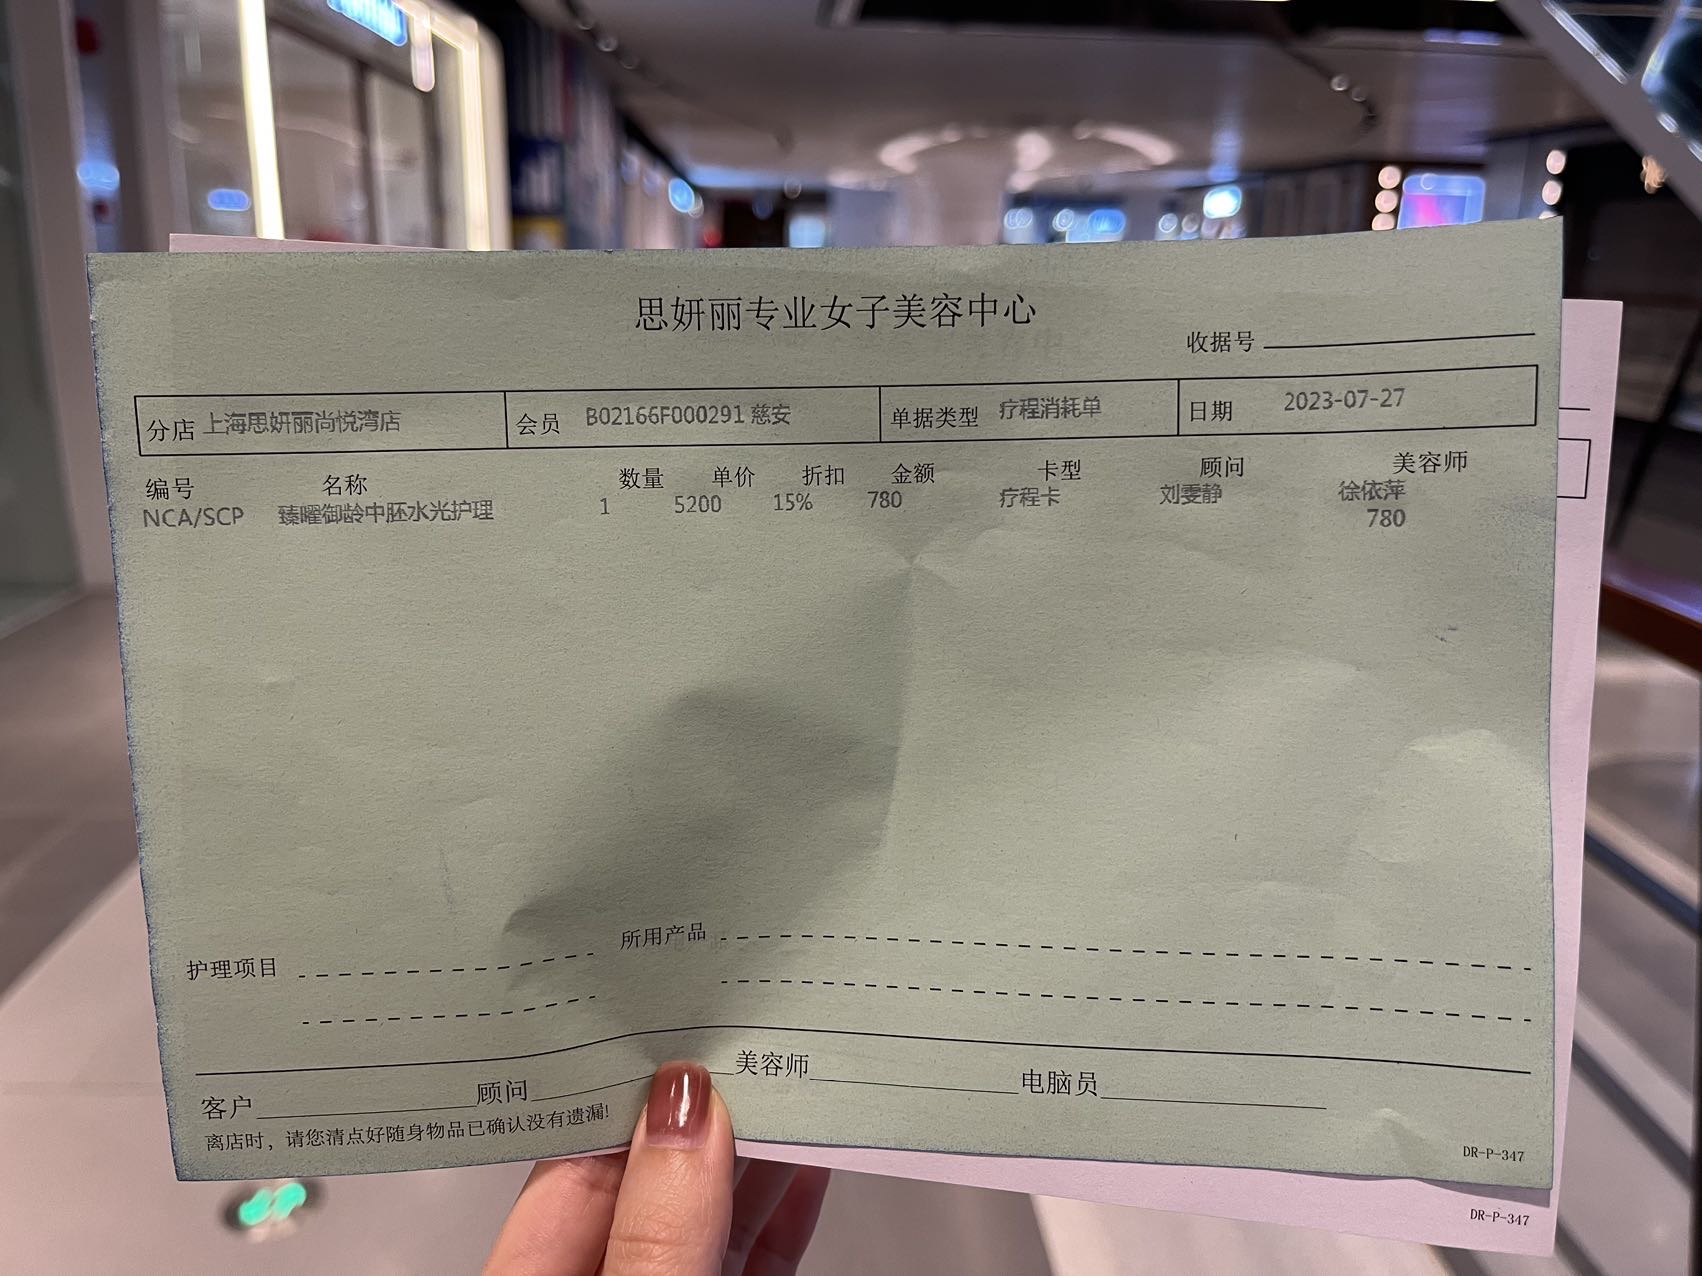 思妍丽专业女子美容中心
收据号
分店 上海思妍丽尚悦湾店 会员 B02166F000291 慈安 单据类型 疗程消耗单 日期 2023-07-27
编号 名称 数量 单价 折扣 金额 卡型 顾问 美容师
NCA/SCP 臻曜御龄中胚水光护理 1 5200 15% 780 疗程卡 刘雯静 徐依萍
780
护理项目 所用产品
客户 顾问 美容师 电脑员
离店时，请您清点好随身物品已确认没有遗漏!
DR-P-347
DR-P-347